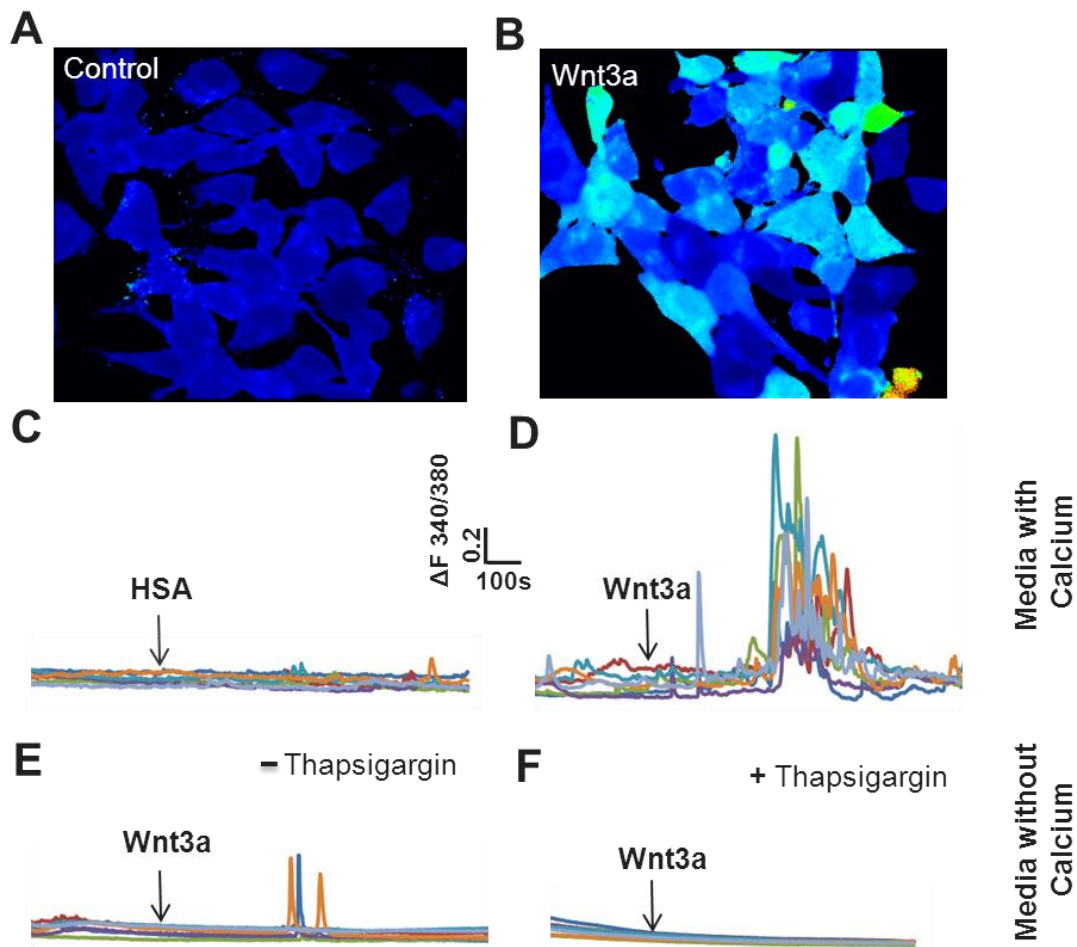 A
Control
B
Wnt3a
C
HSA
ΔF 340/380
0.2
100s
D
Wnt3a
Media with
Calcium
E
– Thapsigargin
Wnt3a
F
+ Thapsigargin
Wnt3a
Media without
Calcium